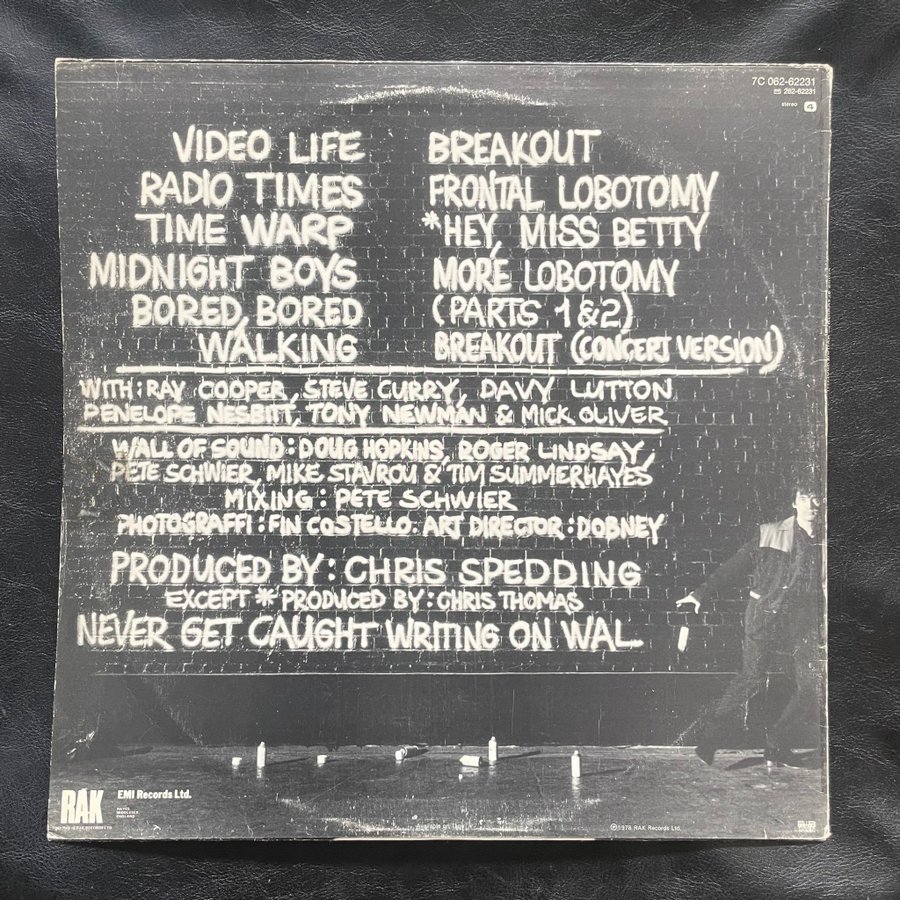 7C 062-62231
262-62231
stereo 4
VIDEO LIFE
RADIO TIMES
TIME WARP
MIDNIGHT BOYS
BORED, BORED
WALKING
BREAKOUT
FRONTAL LOBOTOMY
*HEY, MISS BETTY
MORE LOBOTOMY
(PARTS 1 & 2)
BREAKOUT (CONCERT VERSION)
WITH: RAY COOPER, STEVE CURRY, DAVY LUTTON
PENELOPE NESBITT, TONY NEWMAN & MICK OLIVER
WALL OF SOUND: DOUG HOPKINS, ROGER LINDSAY,
PETE SCHWIER, MIKE STAVROU & TIM SUMMERHAYES
MIXING: PETE SCHWIER
PHOTOGRAFFI: FIN COSTELLO: ART DIRECTOR: DOBNEY
PRODUCED BY: CHRIS SPEDDING
EXCEPT * PRODUCED BY: CHRIS THOMAS
NEVER GET CAUGHT WRITING ON WAL
RAK
EMI Records Ltd.
HAYES
MIDDLESEX
ENGLAND
℗ 1978 RAK Records Ltd.